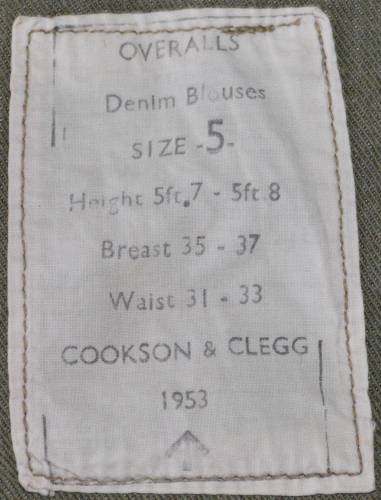 OVERALLS
Denim Blouses
SIZE - 5 -
Height 5ft. 7 - 5ft 8
Breast 35 - 37
Waist 31 - 33
COOKSON & CLEGG
1953